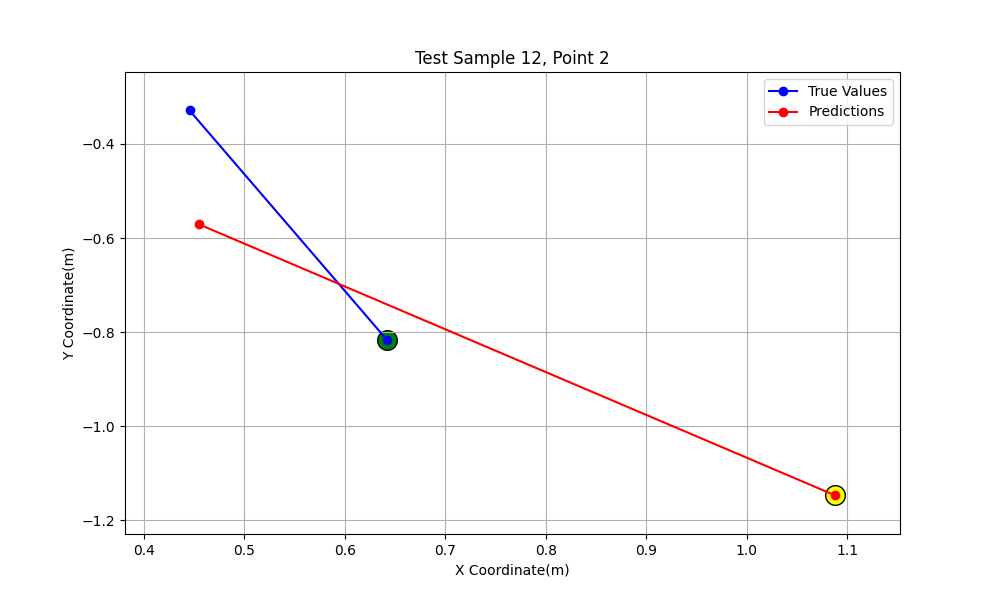 Test Sample 12, Point 2
True Values
Predictions
Y Coordinate(m)
−0.4
−0.6
−0.8
−1.0
−1.2
0.4 0.5 0.6 0.7 0.8 0.9 1.0 1.1
X Coordinate(m)